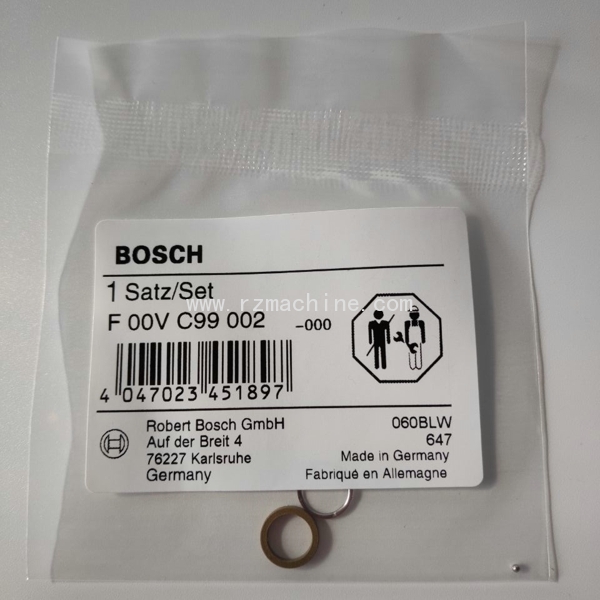 BOSCH
1 Satz/Set
www.rzmachine.com
F 00V C99 002 -000
4 047023 451897
Robert Bosch GmbH
Auf der Breit 4
76227 Karlsruhe
Germany
060BLW
647
Made in Germany
Fabriqué en Allemagne